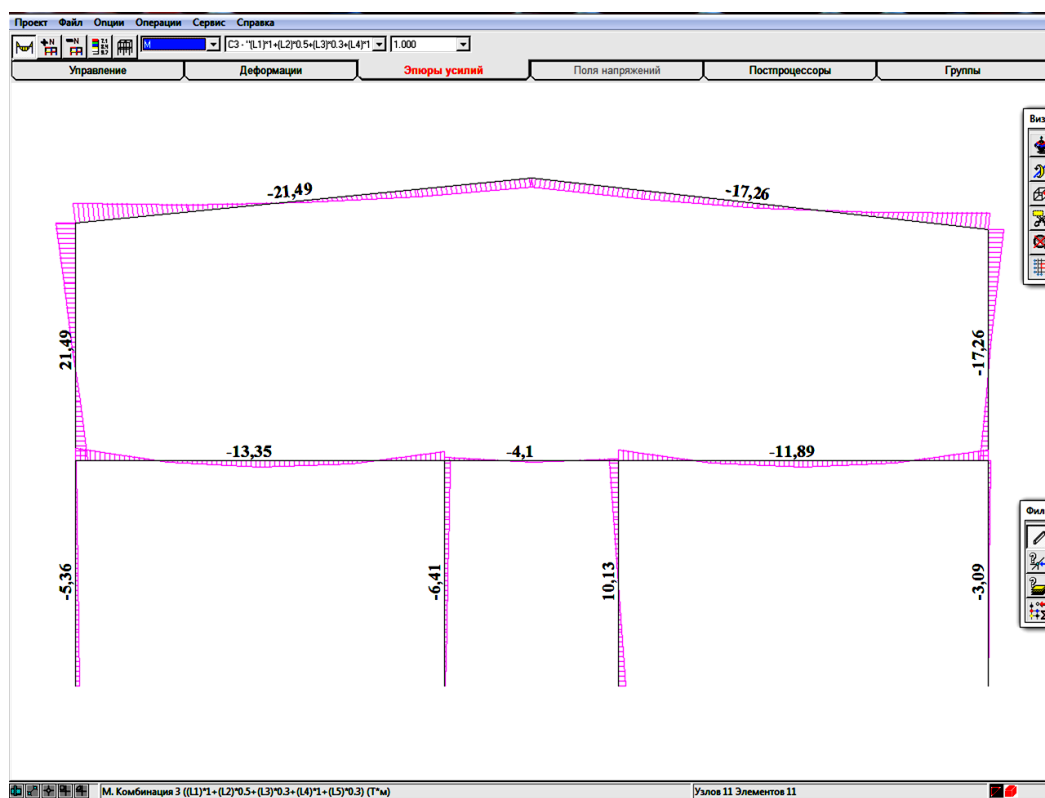 Проект Файл Опции Операции Сервис Справка
M C3 - "(L1)*1+(L2)*0.5+(L3)*0.3+(L4)*1 1.000
Управление Деформации Эпюры усилий Поля напряжений Постпроцессоры Группы
Виз
-21,49 -17,26
21,49 -17,26
-13,35 -4,1 -11,89
Фил
-5,36 -6,41 10,13 -3,09
М. Комбинация 3 ((L1)*1+(L2)*0.5+(L3)*0.3+(L4)*1+(L5)*0.3) (Т*м) Узлов 11 Элементов 11